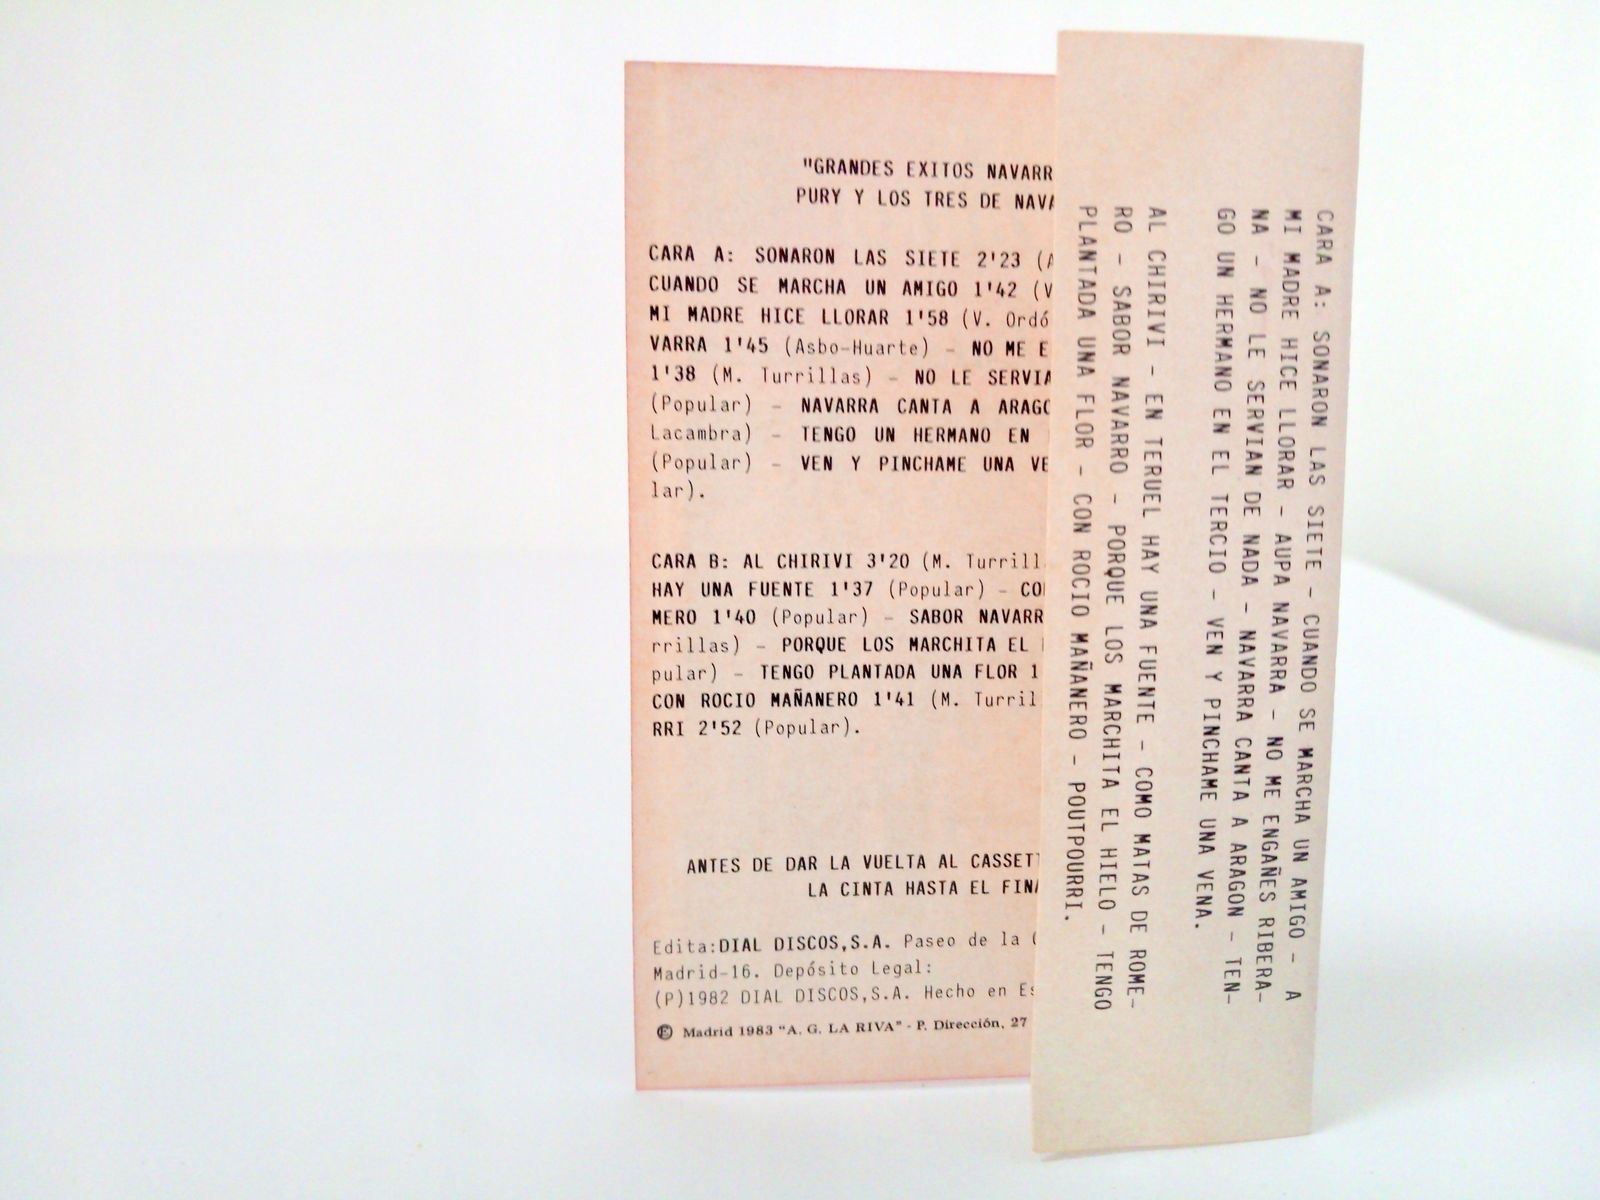 "GRANDES EXITOS NAVARR
PURY Y LOS TRES DE NAVA
CARA A: SONARON LAS SIETE 2'23 (A
CUANDO SE MARCHA UN AMIGO 1'42 (V
MI MADRE HICE LLORAR 1'58 (V. Ordó
VARRA 1'45 (Asbo-Huarte) - NO ME E
1'38 (M. Turrillas) - NO LE SERVIA
(Popular) - NAVARRA CANTA A ARAGO
Lacambra) - TENGO UN HERMANO EN
(Popular) - VEN Y PINCHAME UNA VE
lar).
CARA B: AL CHIRIVI 3'20 (M. Turrill
HAY UNA FUENTE 1'37 (Popular) - CO
MERO 1'40 (Popular) - SABOR NAVARR
rrillas) - PORQUE LOS MARCHITA EL
pular) - TENGO PLANTADA UNA FLOR 1
CON ROCIO MAÑANERO 1'41 (M. Turril
RRI 2'52 (Popular).
ANTES DE DAR LA VUELTA AL CASSET
LA CINTA HASTA EL FINA
Edita:DIAL DISCOS,S.A. Paseo de la
Madrid-16. Depósito Legal:
(P)1982 DIAL DISCOS,S.A. Hecho en Es
Ⓔ Madrid 1983 "A. G. LA RIVA" - P. Dirección, 27
CARA A: SONARON LAS SIETE - CUANDO SE MARCHA UN AMIGO - A
MI MADRE HICE LLORAR - AUPA NAVARRA - NO ME ENGAÑES RIBERA-
NA - NO LE SERVIAN DE NADA - NAVARRA CANTA A ARAGON - TEN-
GO UN HERMANO EN EL TERCIO - VEN Y PINCHAME UNA VENA.
AL CHIRIVI - EN TERUEL HAY UNA FUENTE - COMO MATAS DE ROME-
RO - SABOR NAVARRO - PORQUE LOS MARCHITA EL HIELO - TENGO
PLANTADA UNA FLOR - CON ROCIO MAÑANERO - POUTPOURRI.